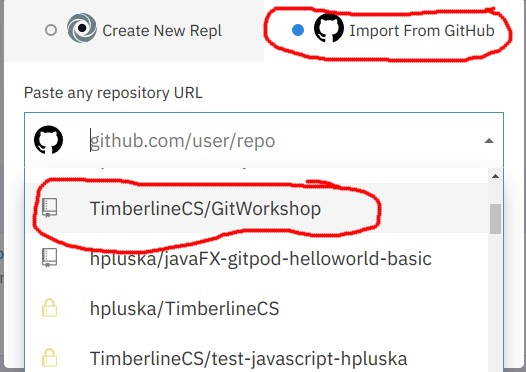 Create New Repl
Import From GitHub
Paste any repository URL
github.com/user/repo
TimberlineCS/GitWorkshop
hpluska/javaFX-gitpod-helloworld-basic
hpluska/TimberlineCS
TimberlineCS/test-javascript-hpluska